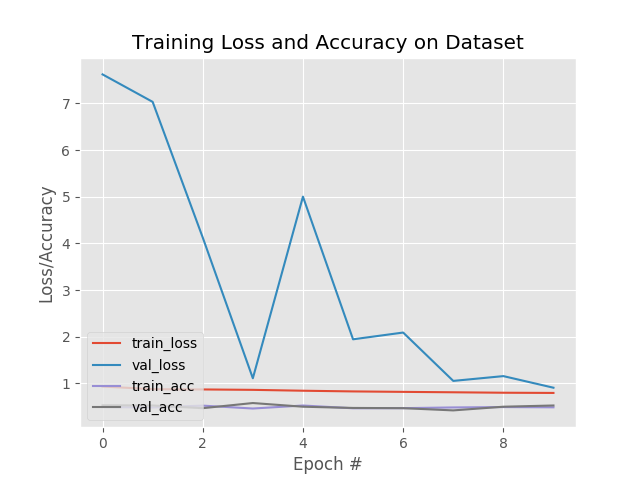 Training Loss and Accuracy on Dataset
Loss/Accuracy
7
6
5
4
3
2
1
train_loss
val_loss
train_acc
val_acc
0 2 4 6 8
Epoch #